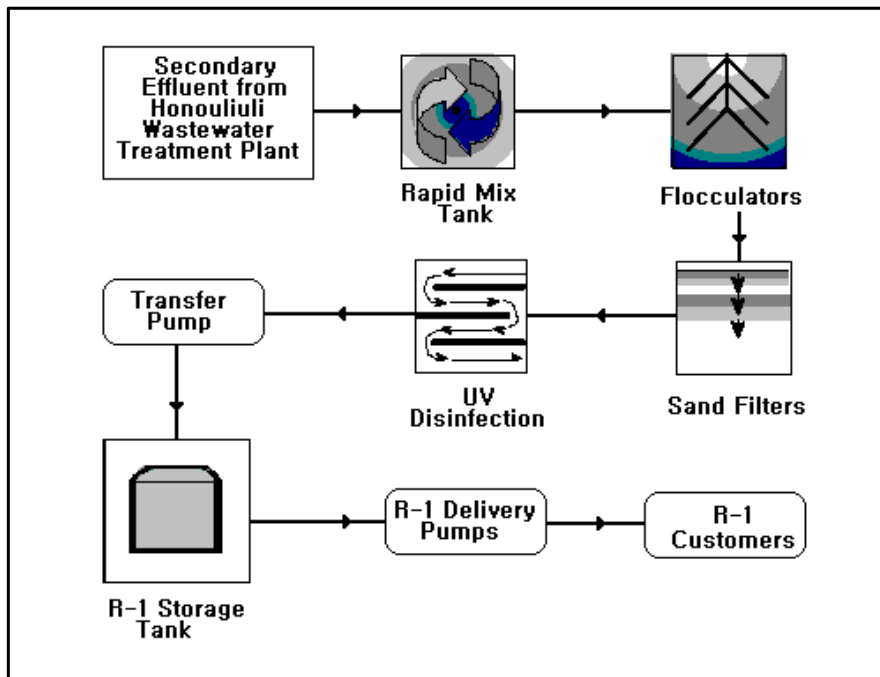 Secondary
Effluent from
Honouliuli
Wastewater
Treatment Plant
Rapid Mix
Tank
Flocculators
Transfer
Pump
UV
Disinfection
Sand Filters
R-1 Storage
Tank
R-1 Delivery
Pumps
R-1
Customers